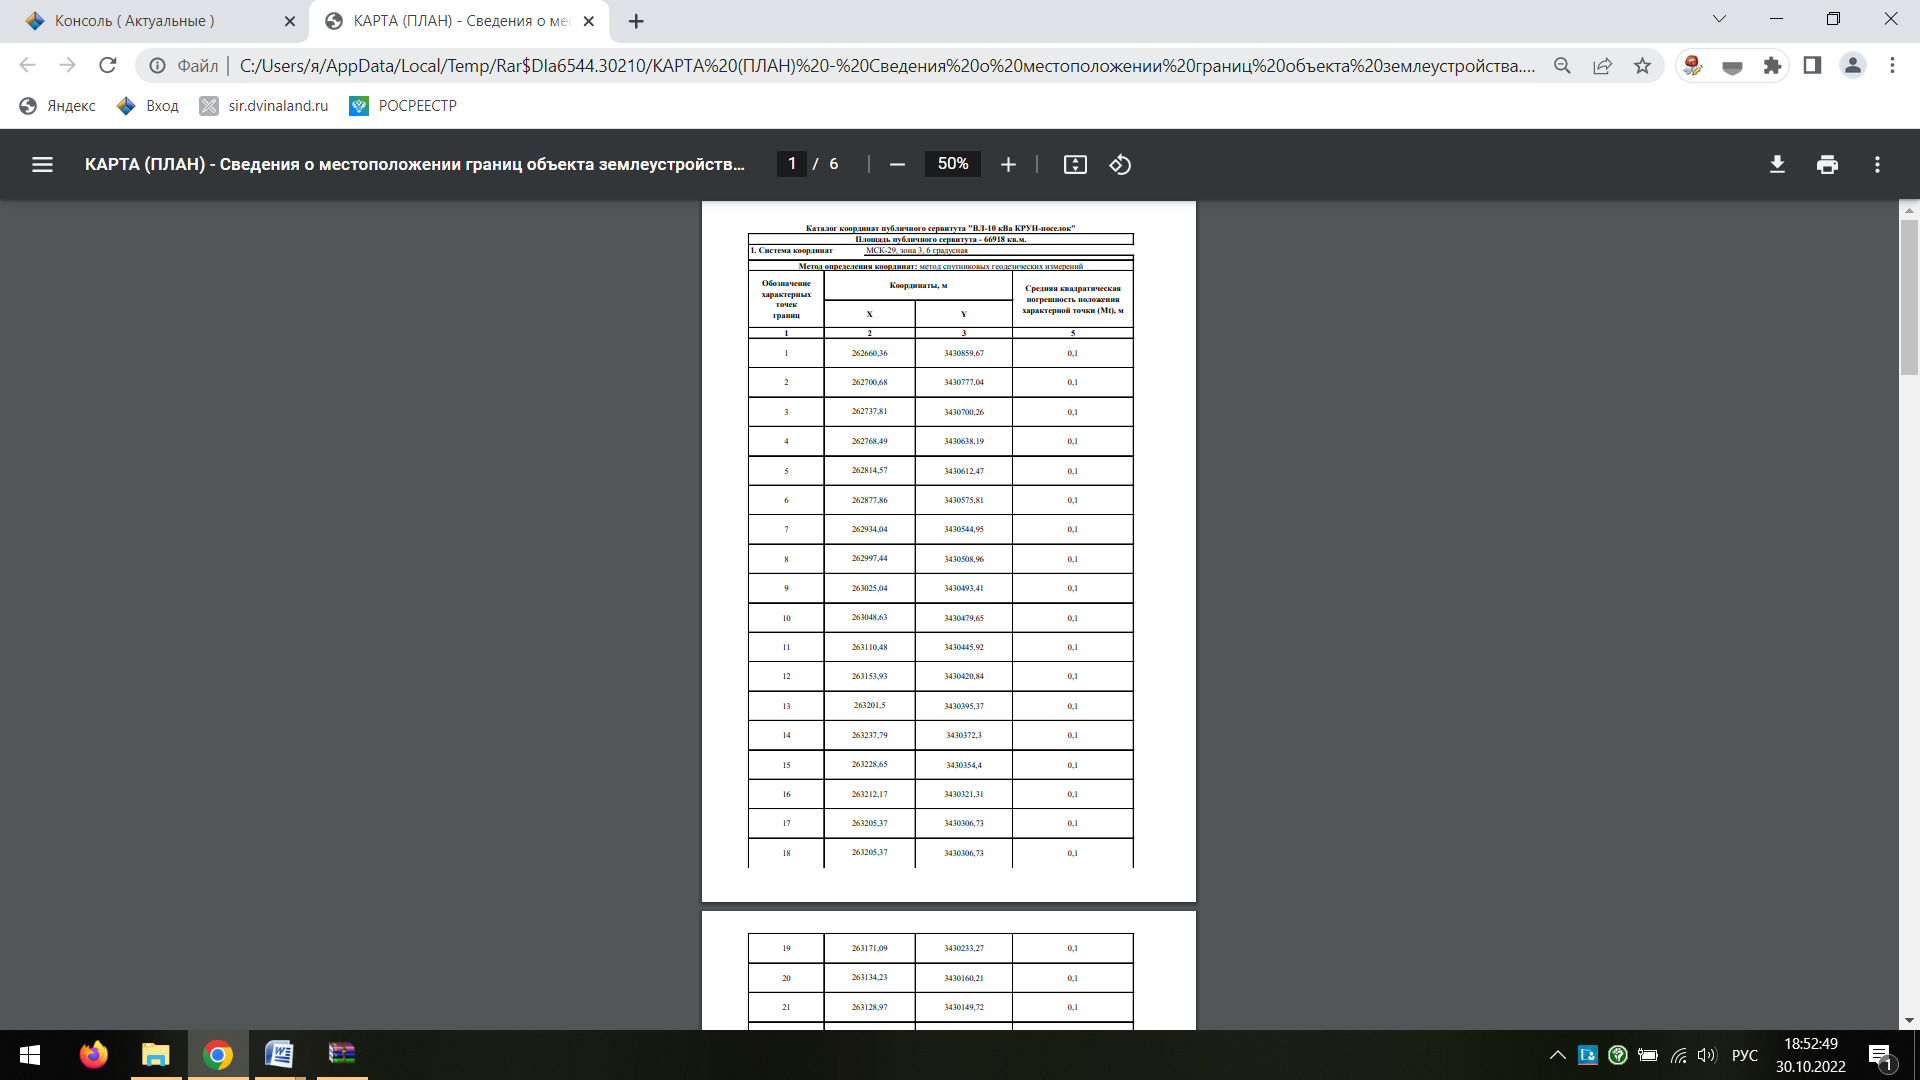 Консоль ( Актуальные )
КАРТА (ПЛАН) - Сведения о мес
Файл
C:/Users/я/AppData/Local/Temp/Rar$DIa6544.30210/КАРТА%20(ПЛАН)%20-%20Сведения%20о%20местоположении%20границ%20объекта%20землеустройства....
Яндекс Вход sir.dvinaland.ru РОСРЕЕСТР
КАРТА (ПЛАН) - Сведения о местоположении границ объекта землеустройств... 1 / 6 50%
Каталог координат публичного сервитута "ВЛ-10 кВа КРУН-поселок"
Площадь публичного сервитута - 66918 кв.м.
1. Система координат МСК-29, зона 3, 6 градусная
Метод определения координат: метод спутниковых геодезических измерений
Обозначение характерных точек границ
Координаты, м
Средняя квадратическая погрешность положения характерной точки (Mt), м
X Y
1 2 3 5
1 262660,36 3430859,67 0,1
2 262700,68 3430777,04 0,1
3 262737,81 3430700,26 0,1
4 262768,49 3430638,19 0,1
5 262814,57 3430612,47 0,1
6 262877,86 3430575,81 0,1
7 262934,04 3430544,95 0,1
8 262997,44 3430508,96 0,1
9 263025,04 3430493,41 0,1
10 263048,63 3430479,65 0,1
11 263110,48 3430445,92 0,1
12 263153,93 3430420,84 0,1
13 263201,5 3430395,37 0,1
14 263237,79 3430372,3 0,1
15 263228,65 3430354,4 0,1
16 263212,17 3430321,31 0,1
17 263205,37 3430306,73 0,1
18 263205,37 3430306,73 0,1
19 263171,09 3430233,27 0,1
20 263134,23 3430160,21 0,1
21 263128,97 3430149,72 0,1
РУС
18:52:49
30.10.2022
1